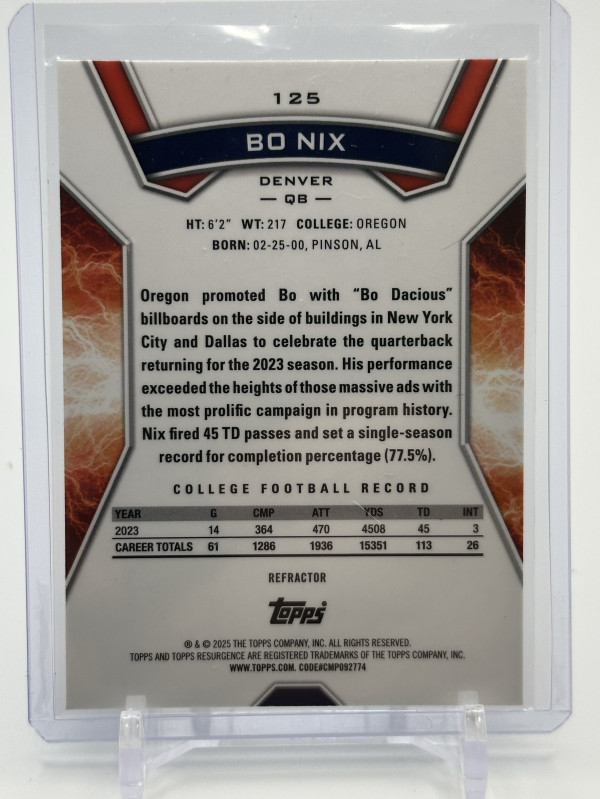 125
BO NIX
DENVER
— QB —
HT: 6'2" WT: 217 COLLEGE: OREGON
BORN: 02-25-00, PINSON, AL
Oregon promoted Bo with “Bo Dacious”
billboards on the side of buildings in New York
City and Dallas to celebrate the quarterback
returning for the 2023 season. His performance
exceeded the heights of those massive ads with
the most prolific campaign in program history.
Nix fired 45 TD passes and set a single-season
record for completion percentage (77.5%).
COLLEGE FOOTBALL RECORD
YEAR G CMP ATT YDS TD INT
2023 14 364 470 4508 45 3
CAREER TOTALS 61 1286 1936 15351 113 26
REFRACTOR
topps
® & © 2025 THE TOPPS COMPANY, INC. ALL RIGHTS RESERVED.
TOPPS AND TOPPS RESURGENCE ARE REGISTERED TRADEMARKS OF THE TOPPS COMPANY, INC.
WWW.TOPPS.COM. CODE#CMP092774